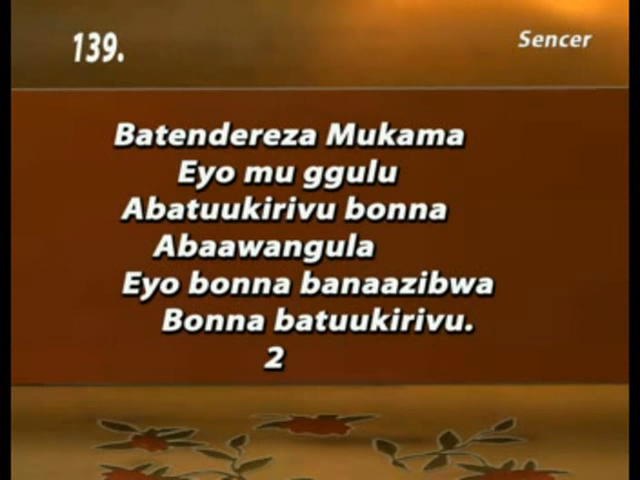 139.
Sencer
Batendereza Mukama
Eyo mu ggulu
Abatuukirivu bonna
Abaawangula
Eyo bonna banaazibwa
Bonna batuukirivu.
2